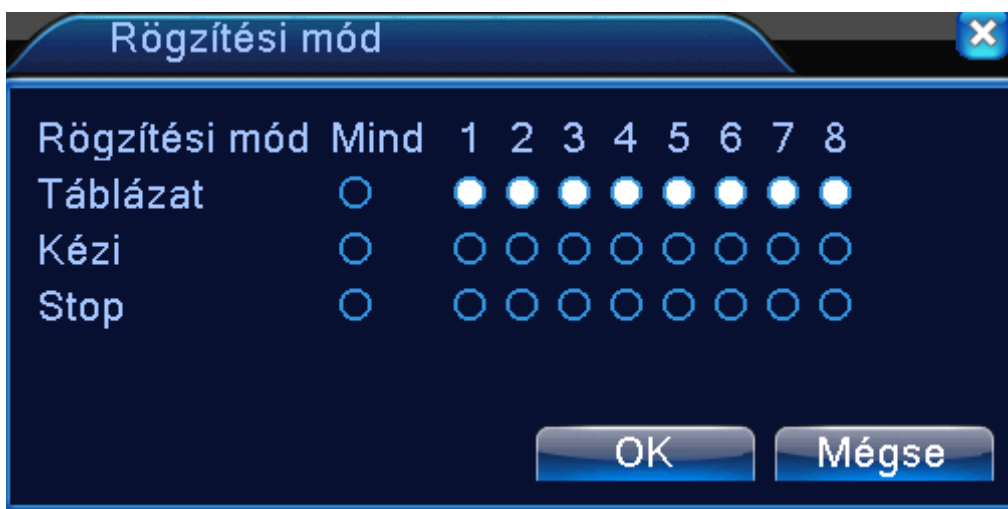 Rögzítési mód
Rögzítési mód Mind 1 2 3 4 5 6 7 8
Táblázat
Kézi
Stop
OK Mégse